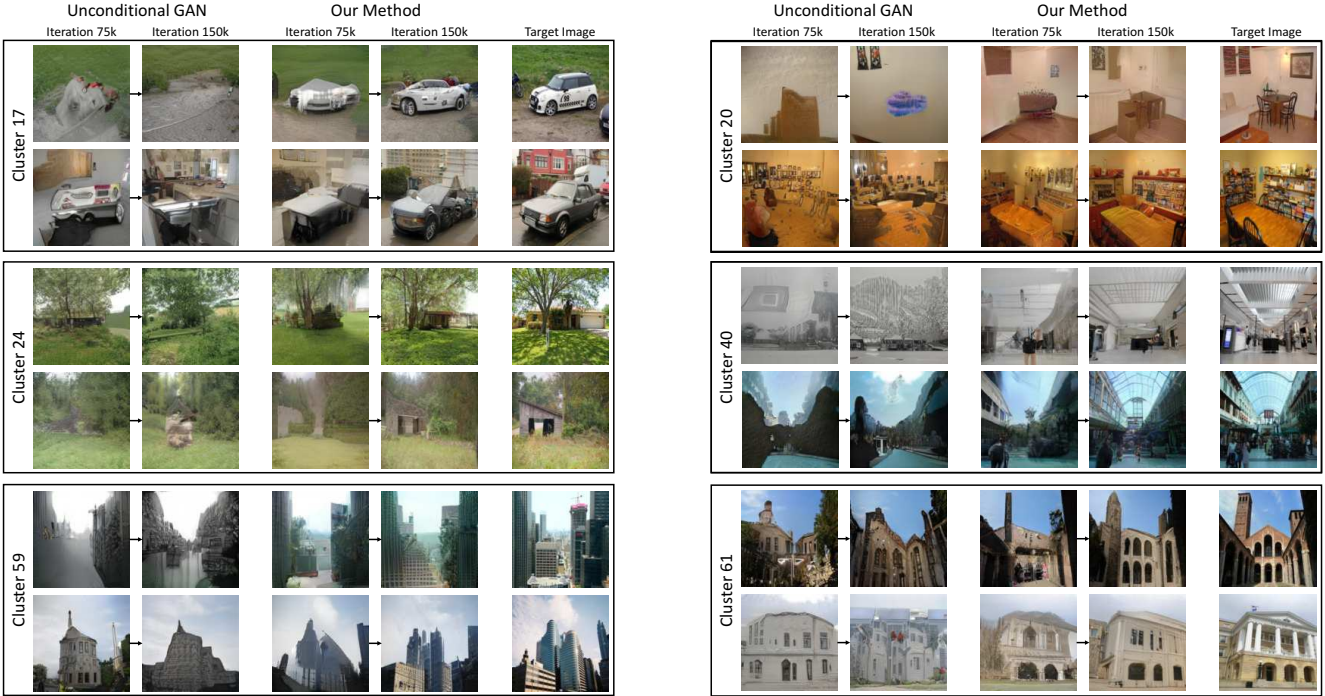 Unconditional GAN Our Method
Iteration 75k Iteration 150k Iteration 75k Iteration 150k Target Image
Cluster 17
Cluster 24
Cluster 59
Unconditional GAN Our Method
Iteration 75k Iteration 150k Iteration 75k Iteration 150k Target Image
Cluster 20
Cluster 40
Cluster 61